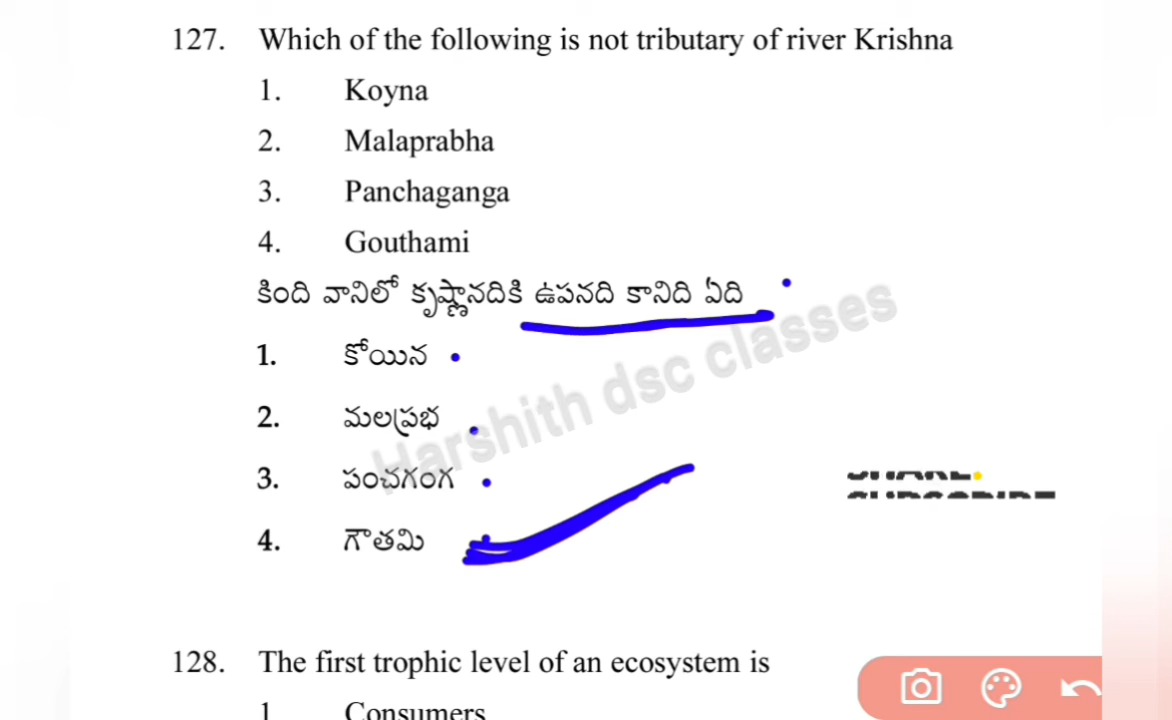 127. Which of the following is not tributary of river Krishna
1. Koyna
2. Malaprabha
3. Panchaganga
4. Gouthami
కింది వానిలో కృష్ణానదికి ఉపనది కానిది ఏది
1. కోయిన
2. మలప్రభ
3. పంచగంగ
4. గౌతమి
Harshith dsc classes
128. The first trophic level of an ecosystem is
1 Consumers